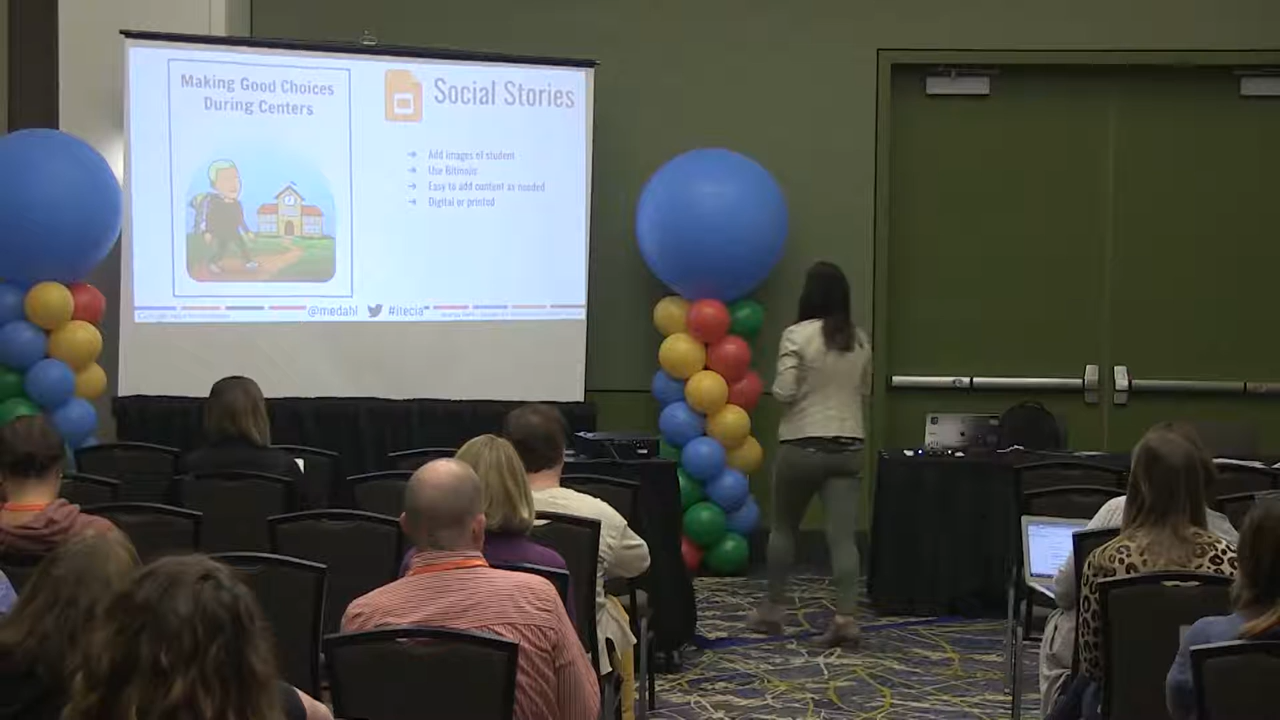 Making Good Choices
During Centers
Social Stories
➔ Add images of student
➔ Use Bitmojis
➔ Easy to add content as needed
➔ Digital or printed
@medahl #itecia